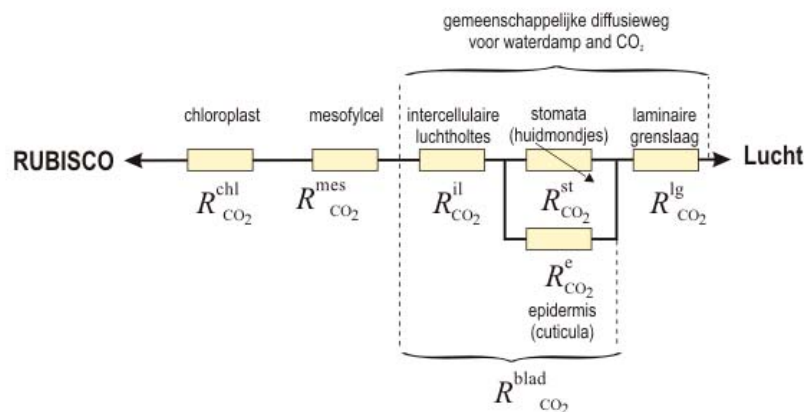 gemeenschappelijke diffusieweg
voor waterdamp and CO₂
chloroplast
mesofylcel
intercellulaire
luchtholtes
stomata
(huidmondjes)
laminaire
grenslaag
RUBISCO
Lucht
R^chl_CO₂
R^mes_CO₂
R^il_CO₂
R^st_CO₂
R^lg_CO₂
R^e_CO₂
epidermis
(cuticula)
R^blad_CO₂